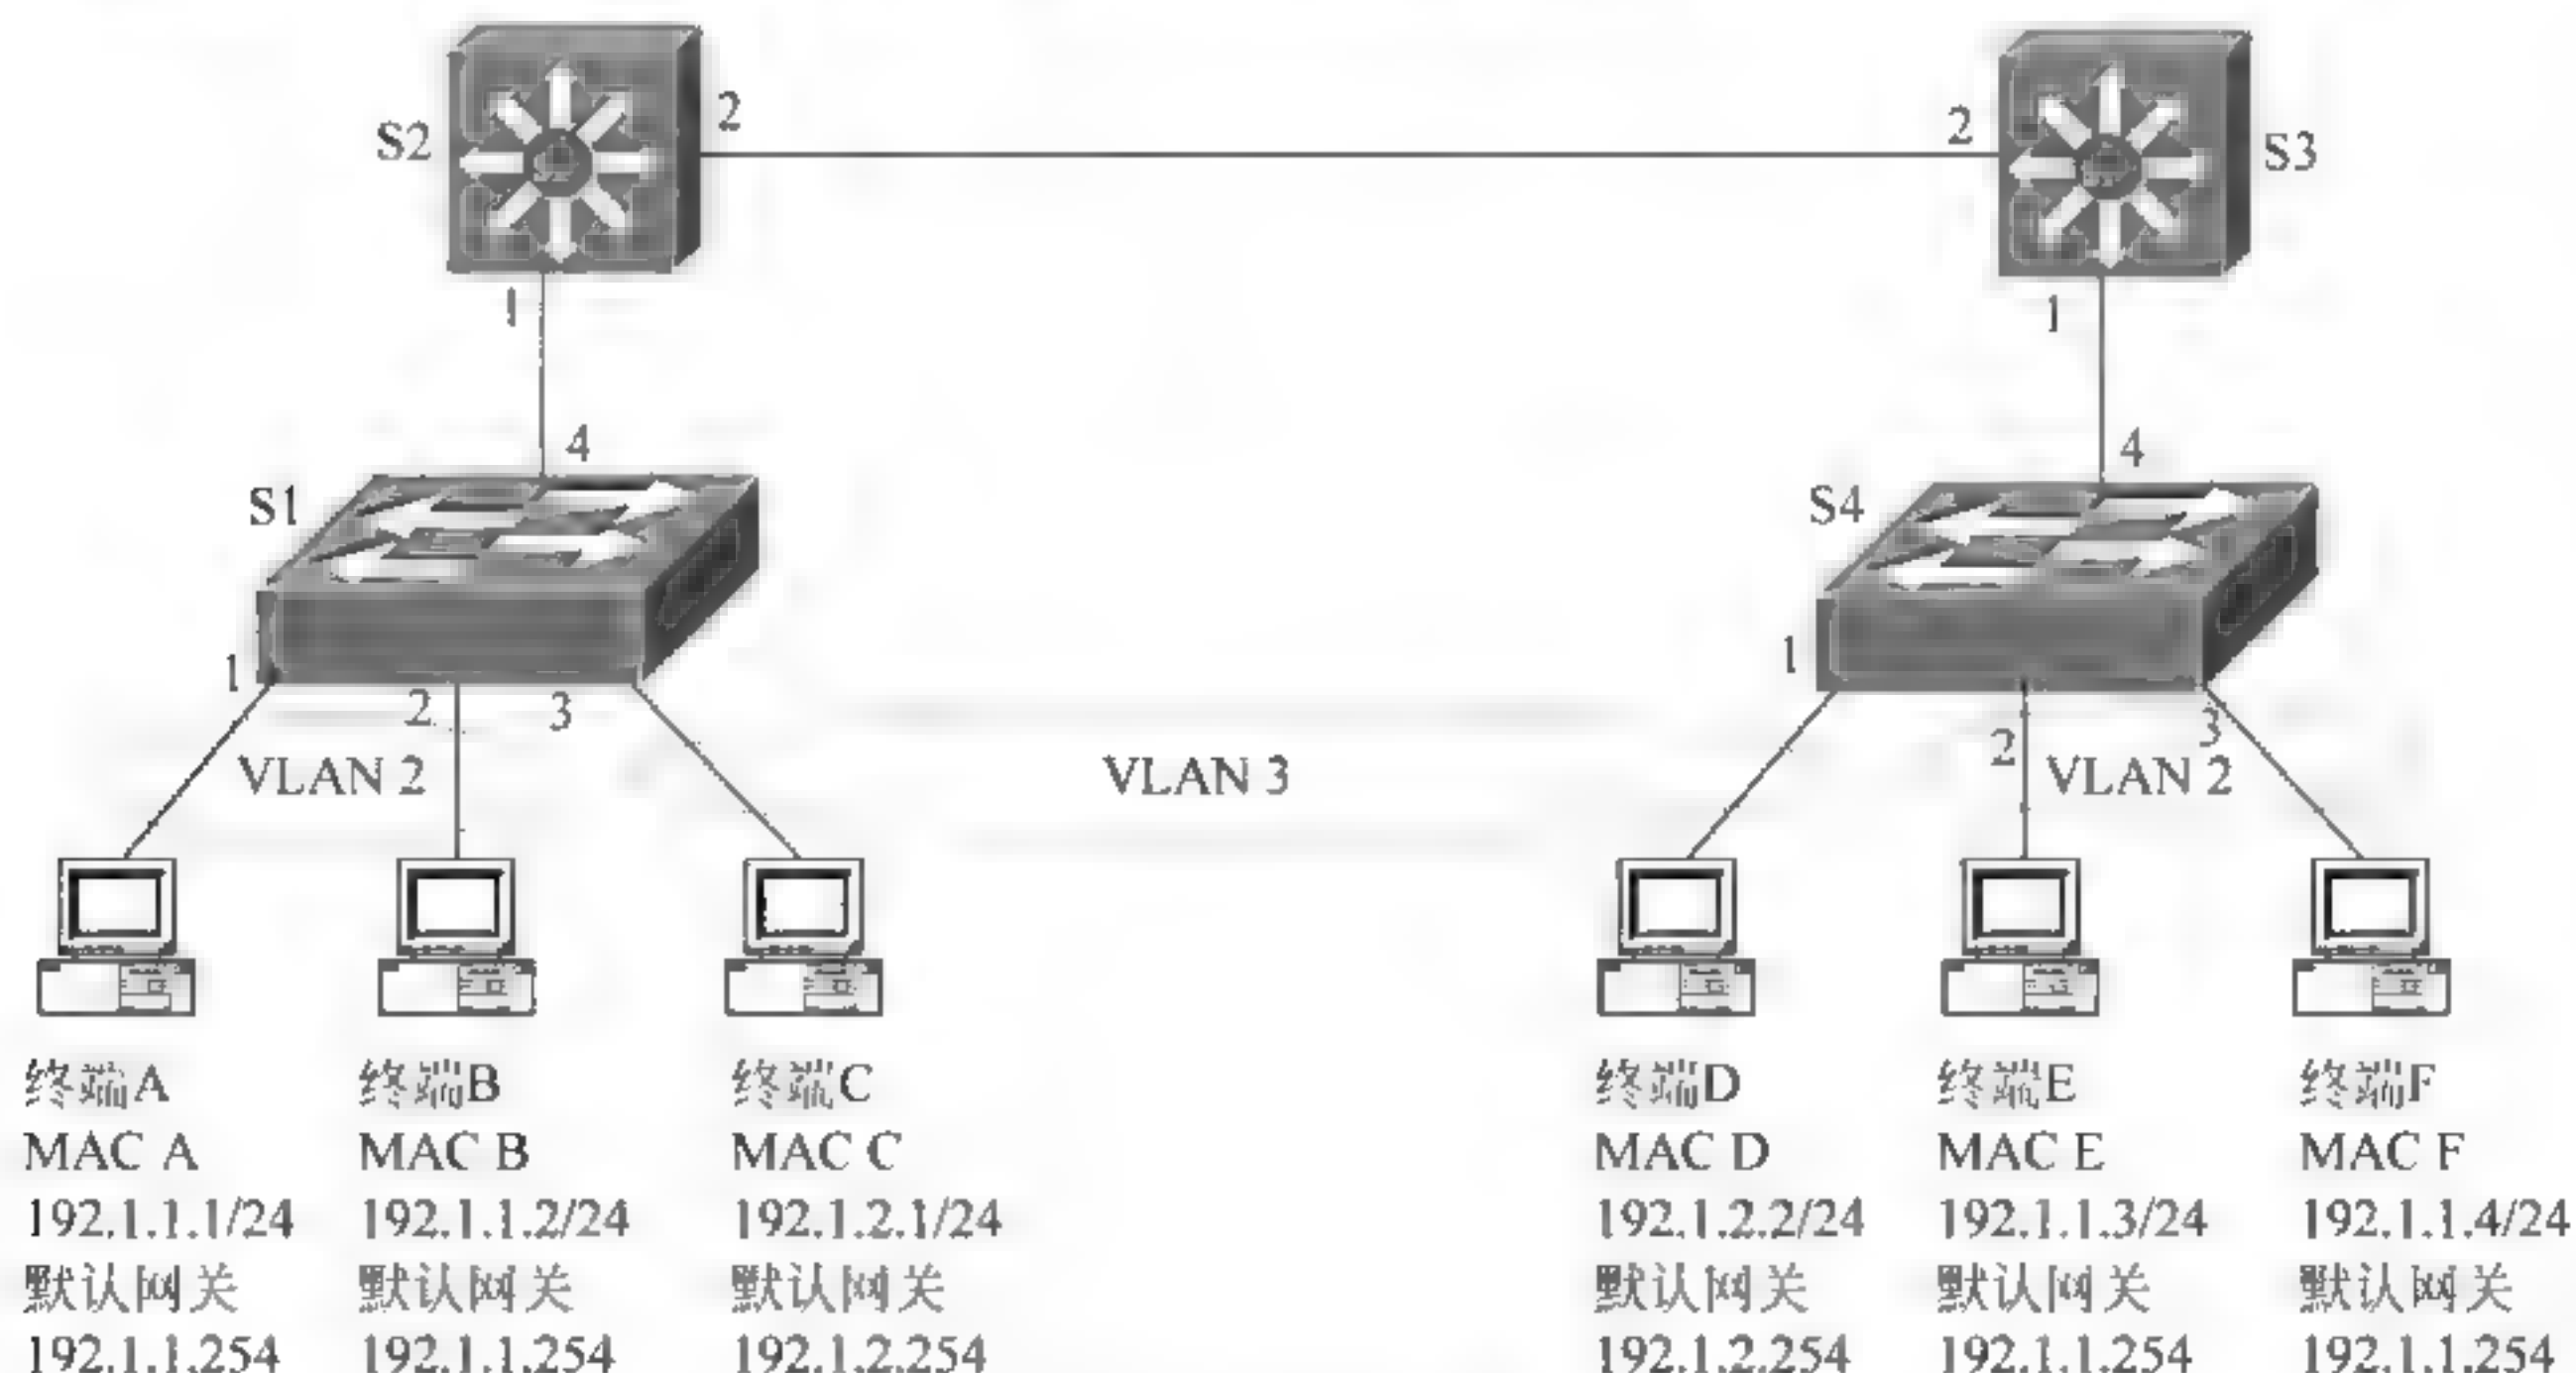 S2
2
2
S3
1
1
4
4
S1
S4
1
2
3
1
2
3
VLAN 2
VLAN 3
VLAN 2
终端A
MAC A
192.1.1.1/24
默认网关
192.1.1.254
终端B
MAC B
192.1.1.2/24
默认网关
192.1.1.254
终端C
MAC C
192.1.2.1/24
默认网关
192.1.2.254
终端D
MAC D
192.1.2.2/24
默认网关
192.1.2.254
终端E
MAC E
192.1.1.3/24
默认网关
192.1.1.254
终端F
MAC F
192.1.1.4/24
默认网关
192.1.1.254